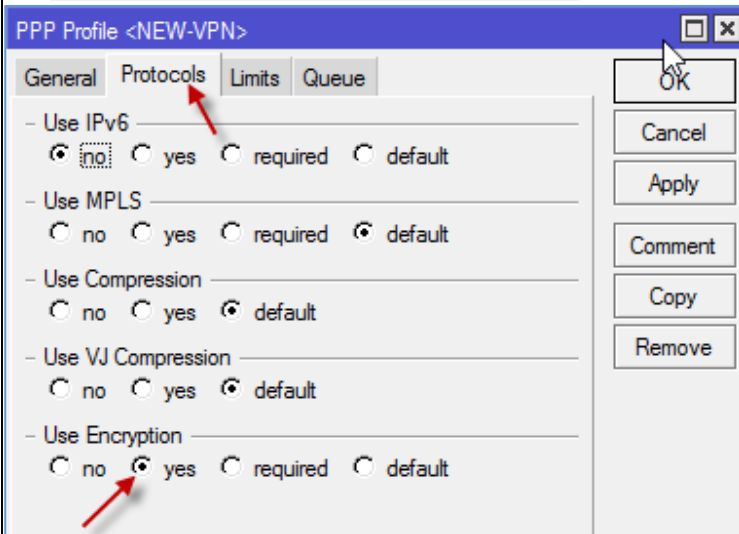 PPP Profile <NEW-VPN>
General Protocols Limits Queue
OK
Cancel
Apply
Comment
Copy
Remove
Use IPv6
no yes required default
Use MPLS
no yes required default
Use Compression
no yes default
Use VJ Compression
no yes default
Use Encryption
no yes required default